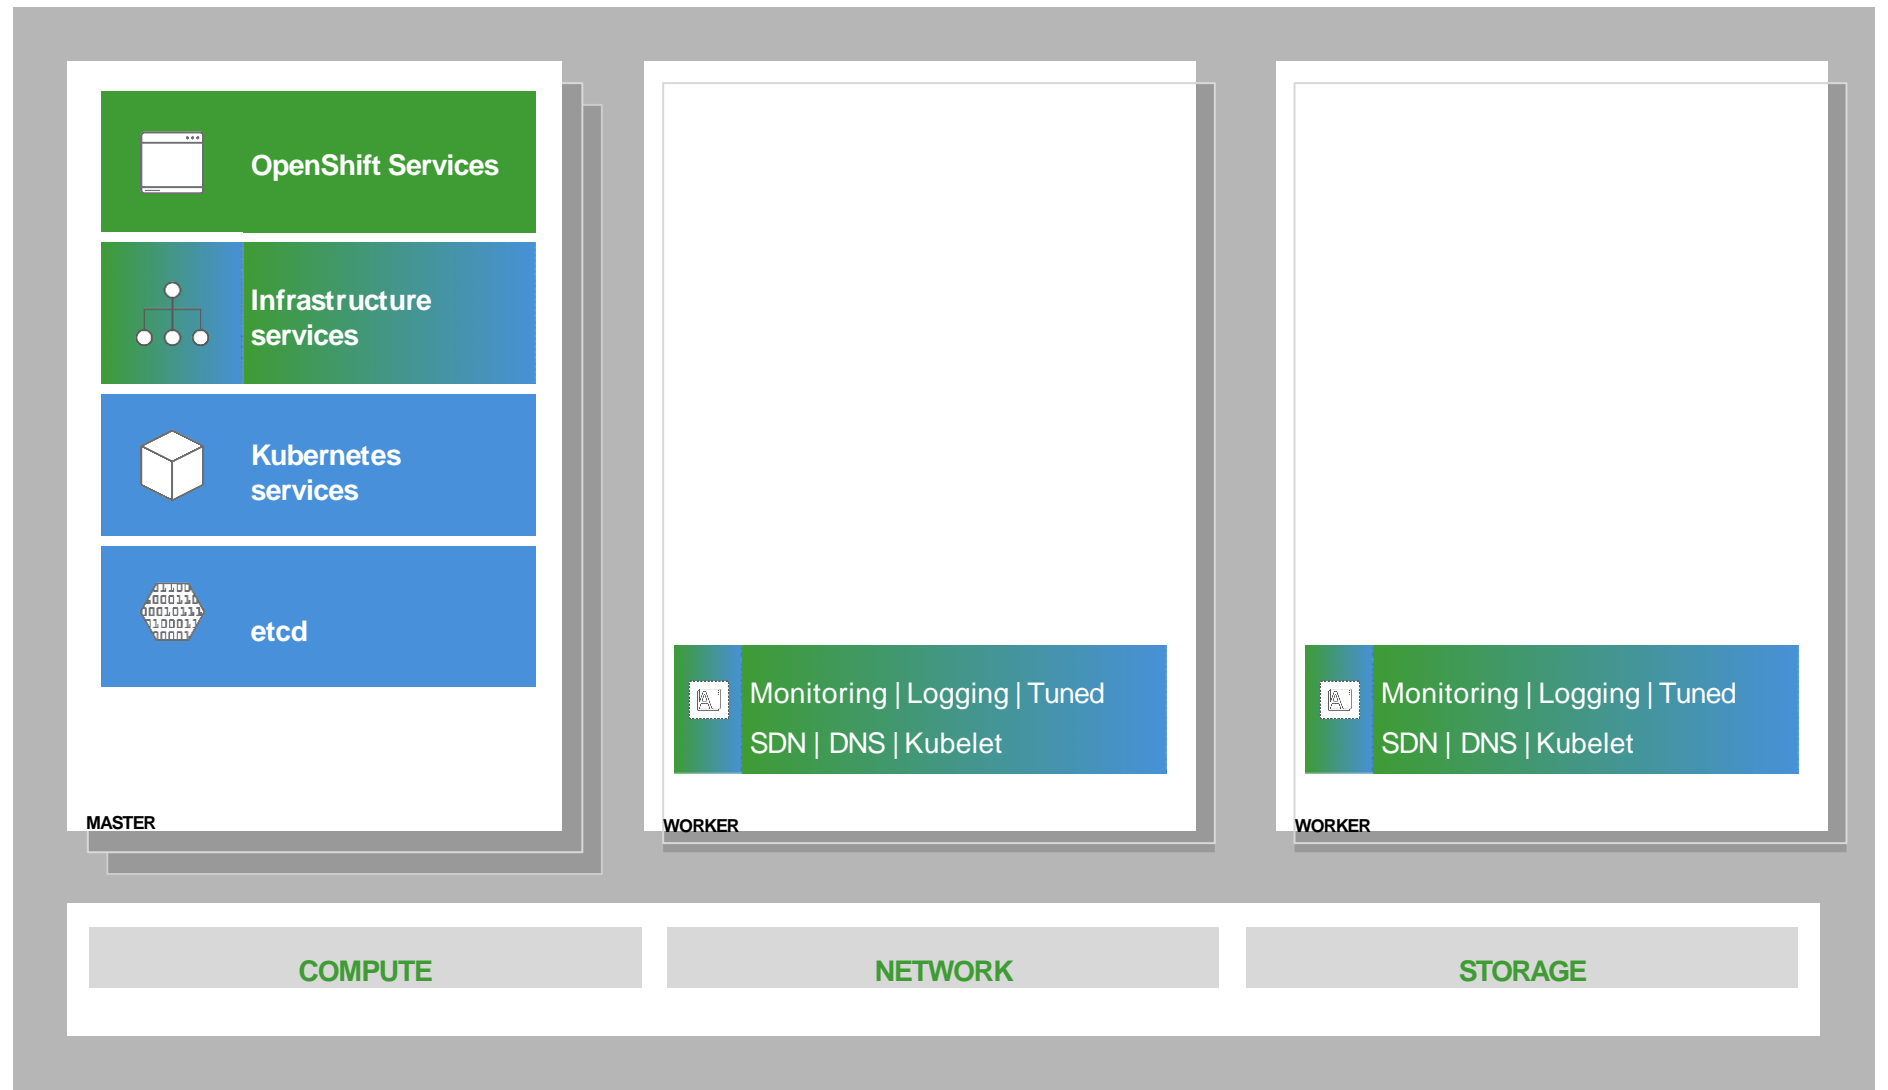 OpenShift Services
Infrastructure
services
Kubernetes
services
etcd
MASTER
Monitoring | Logging | Tuned
SDN | DNS | Kubelet
WORKER
Monitoring | Logging | Tuned
SDN | DNS | Kubelet
WORKER
COMPUTE
NETWORK
STORAGE